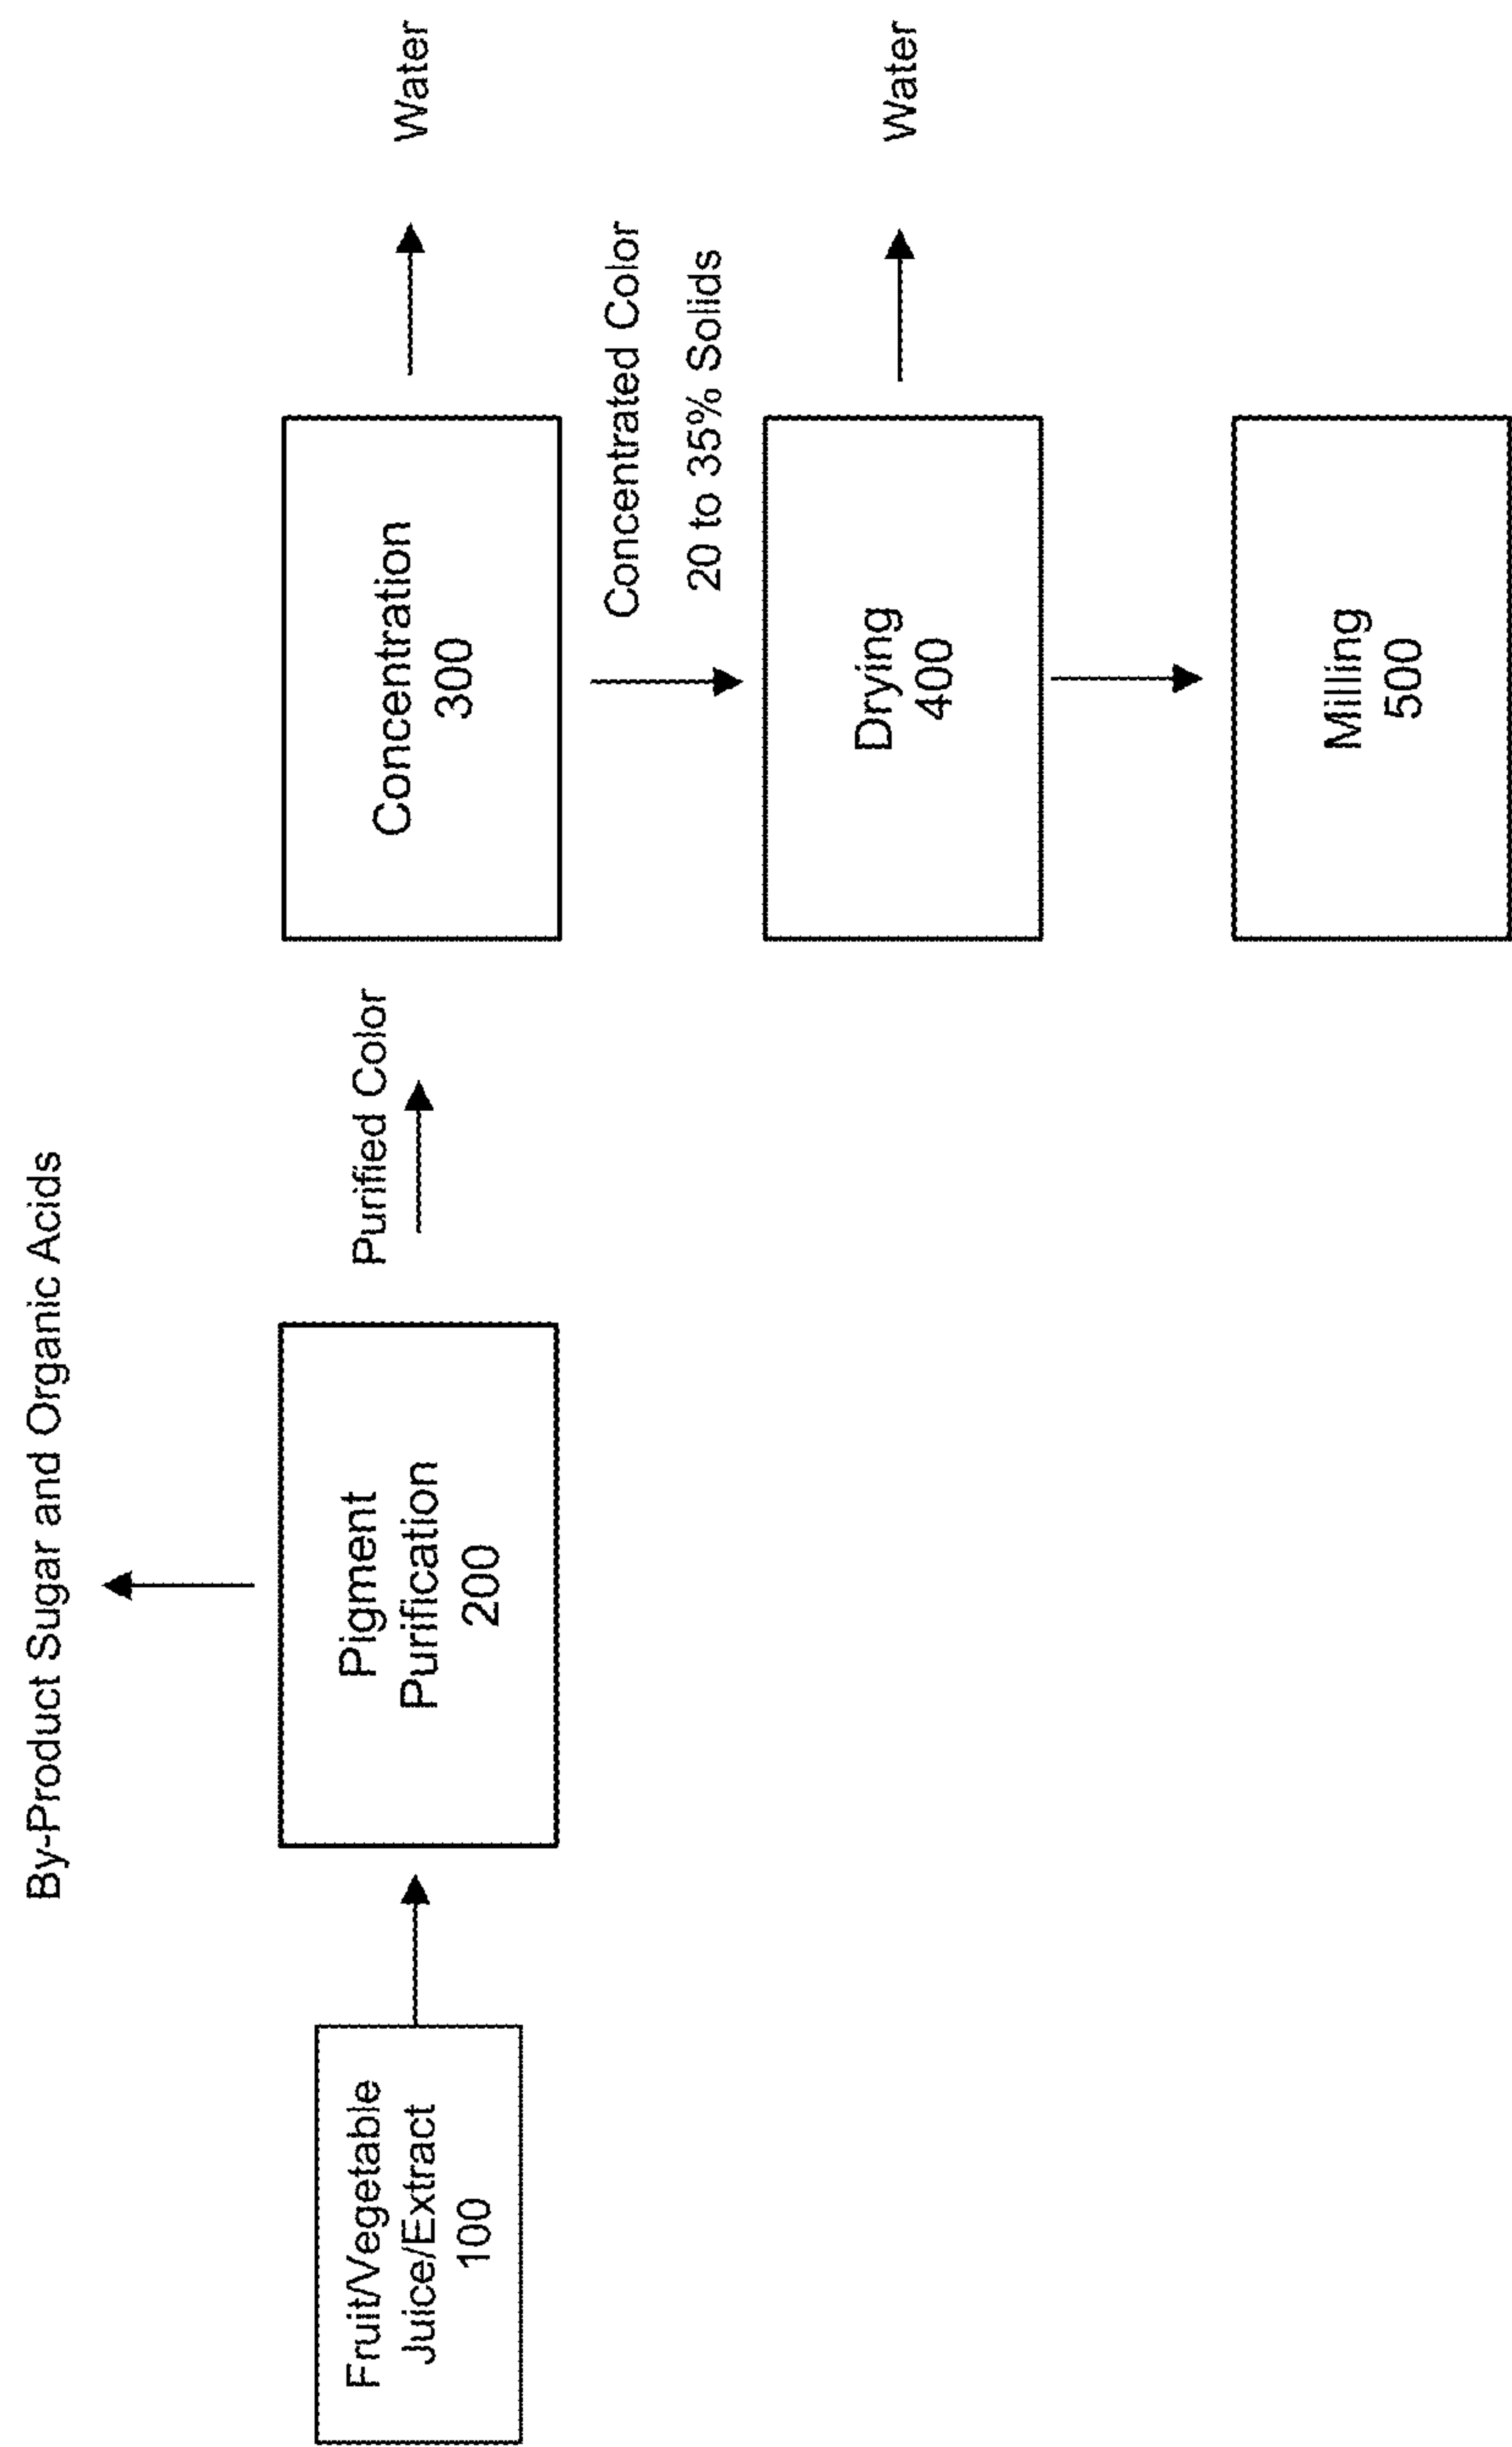 By-Product Sugar and Organic Acids
Fruit/Vegetable
Juice/Extract
100
Pigment
Purification
200
Purified Color
Concentration
300
Water
Concentrated Color
20 to 35% Solids
Drying
400
Water
Milling
500